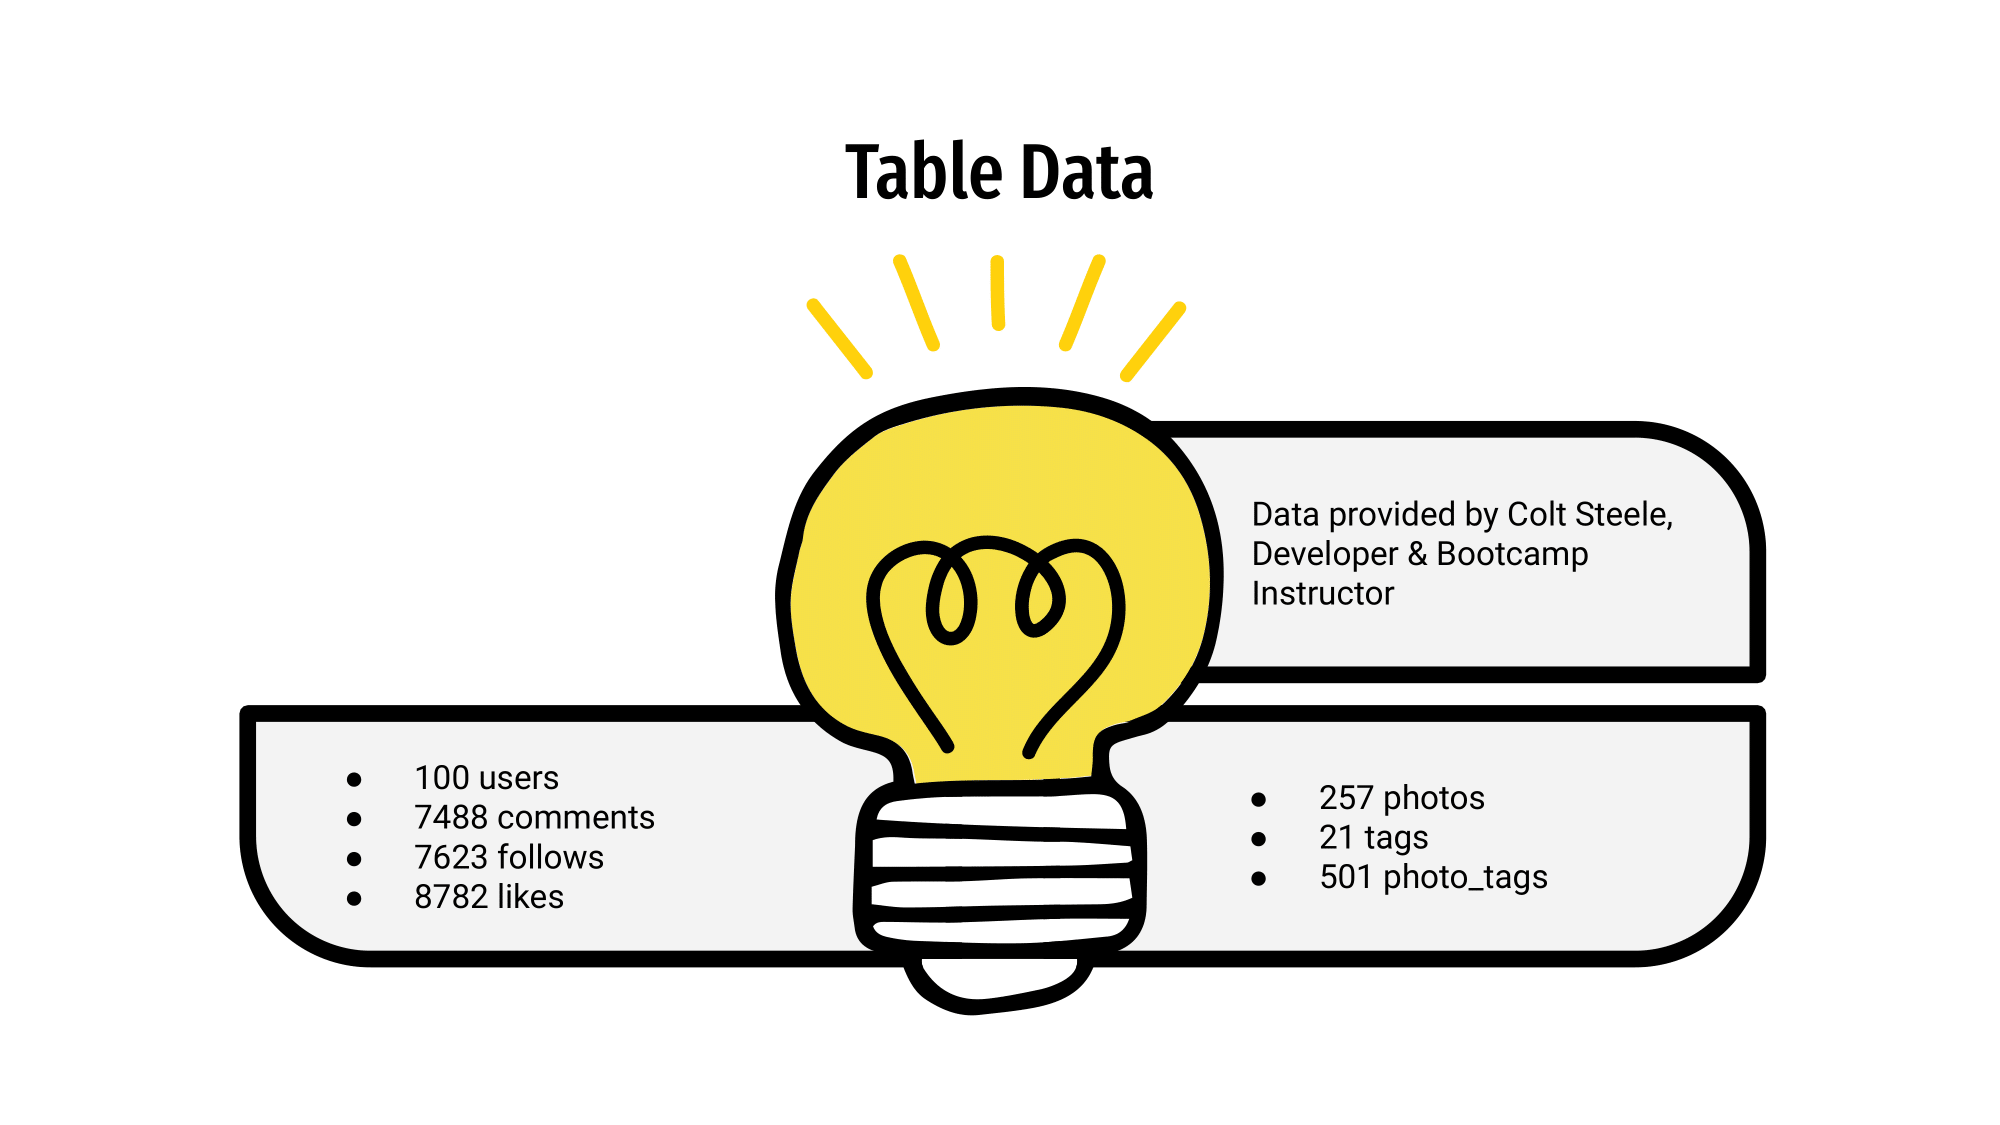 Table Data
Data provided by Colt Steele,
Developer & Bootcamp
Instructor
● 100 users
● 7488 comments
● 7623 follows
● 8782 likes
● 257 photos
● 21 tags
● 501 photo_tags